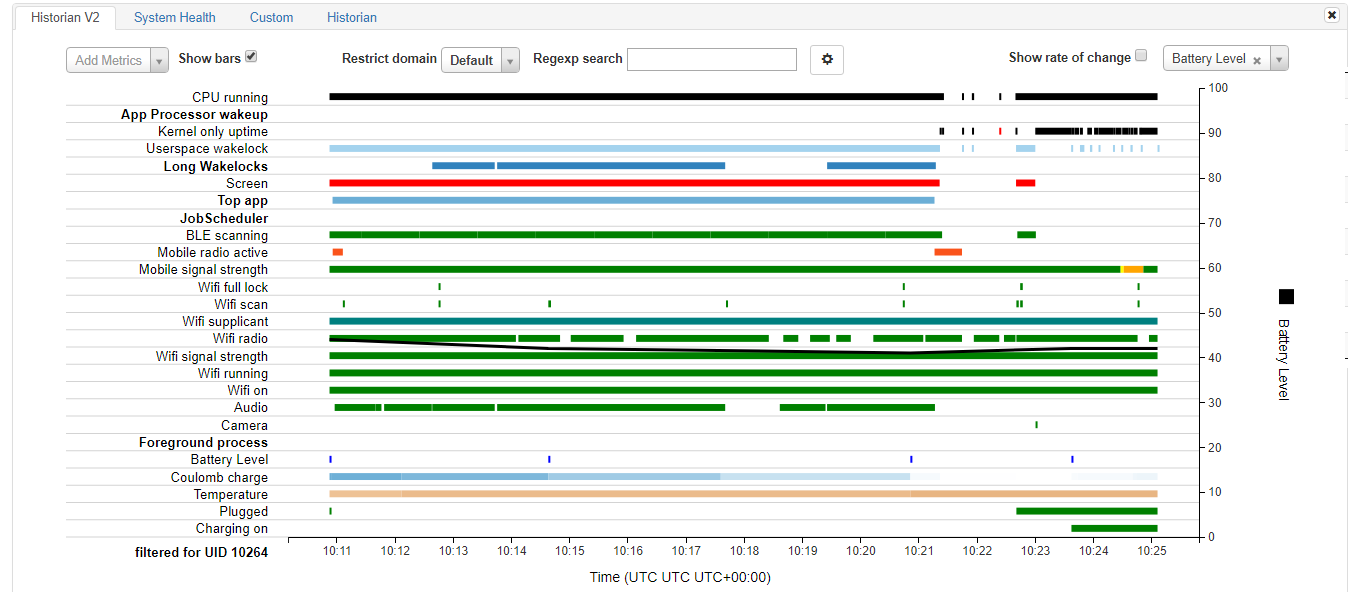 Historian V2 System Health Custom Historian
Add Metrics Show bars Restrict domain Default Regexp search Show rate of change Battery Level ×
CPU running
App Processor wakeup
Kernel only uptime
Userspace wakelock
Long Wakelocks
Screen
Top app
JobScheduler
BLE scanning
Mobile radio active
Mobile signal strength
Wifi full lock
Wifi scan
Wifi supplicant
Wifi radio
Wifi signal strength
Wifi running
Wifi on
Audio
Camera
Foreground process
Battery Level
Coulomb charge
Temperature
Plugged
Charging on
filtered for UID 10264
100
90
80
70
60
50
40
30
20
10
0
Battery Level
10:11 10:12 10:13 10:14 10:15 10:16 10:17 10:18 10:19 10:20 10:21 10:22 10:23 10:24 10:25
Time (UTC UTC UTC+00:00)